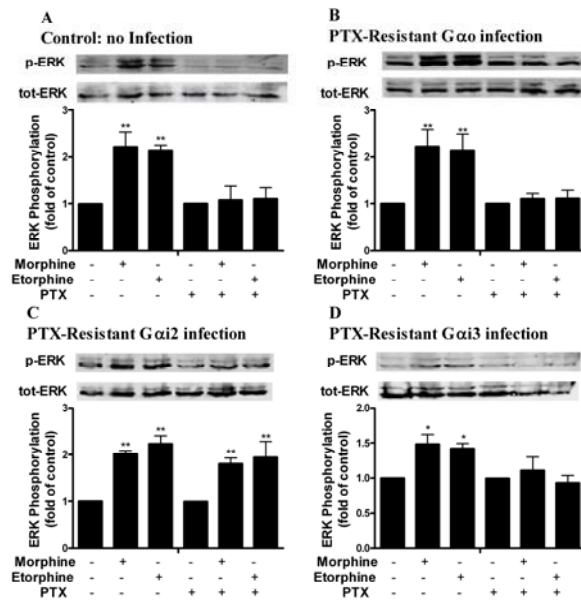 A
Control: no Infection
p-ERK
tot-ERK
ERK Phosphorylation
(fold of control)
3
2
1
0
** **
Morphine - + - - + -
Etorphine - - + - - +
PTX - - - + + +
B
PTX-Resistant Gαo infection
p-ERK
tot-ERK
ERK Phosphorylation
(fold of control)
3
2
1
0
** **
Morphine - + - - + -
Etorphine - - + - - +
PTX - - - + + +
C
PTX-Resistant Gαi2 infection
p-ERK
tot-ERK
ERK Phosphorylation
(fold of control)
3
2
1
0
** ** ** **
Morphine - + - - + -
Etorphine - - + - - +
PTX - - - + + +
D
PTX-Resistant Gαi3 infection
p-ERK
tot-ERK
ERK Phosphorylation
(fold of control)
2.0
1.5
1.0
0.5
0.0
* *
Morphine - + - - + -
Etorphine - - + - - +
PTX - - - + + +